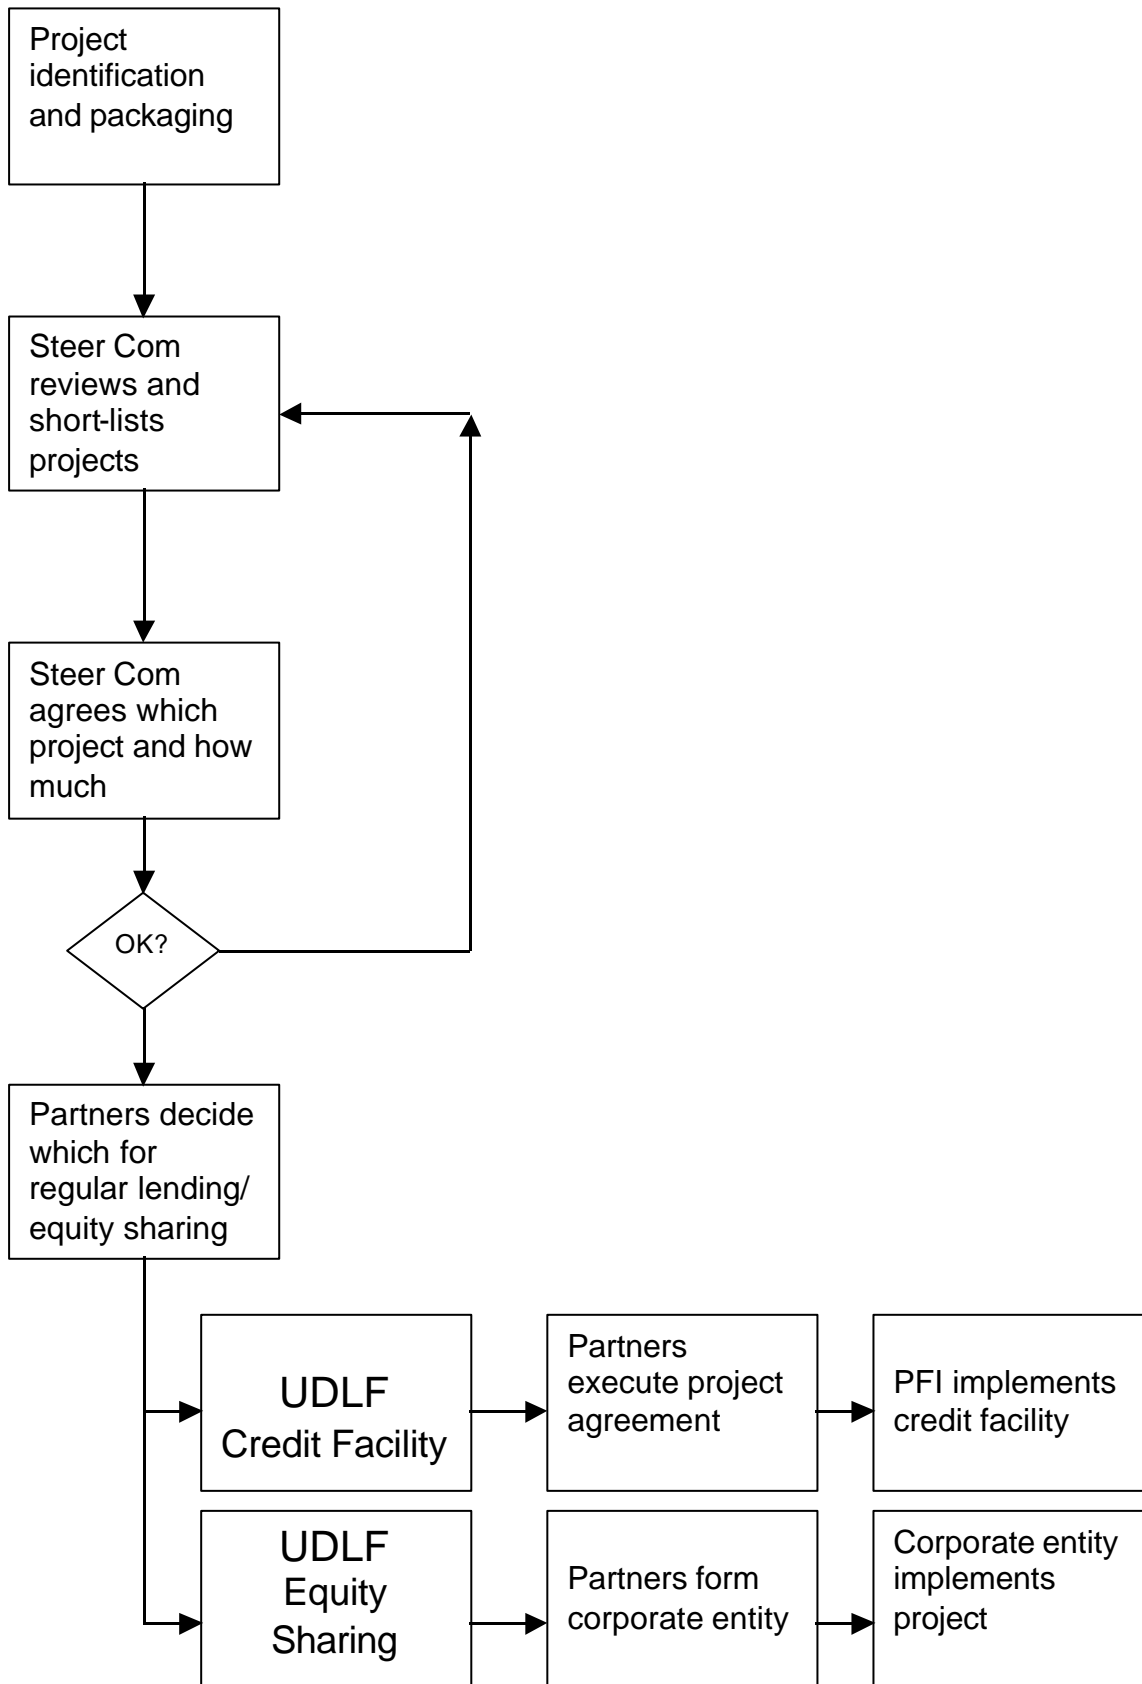 Project
identification
and packaging
Steer Com
reviews and
short-lists
projects
Steer Com
agrees which
project and how
much
OK?
Partners decide
which for
regular lending/
equity sharing
UDLF
Credit Facility
Partners
execute project
agreement
PFI implements
credit facility
UDLF
Equity
Sharing
Partners form
corporate entity
Corporate entity
implements
project